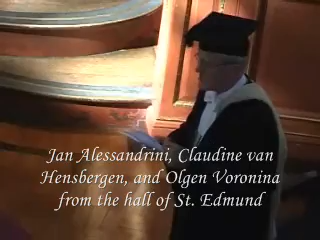 Jan Alessandrini, Claudine van
Hensbergen, and Olgen Voronina
from the hall of St. Edmund